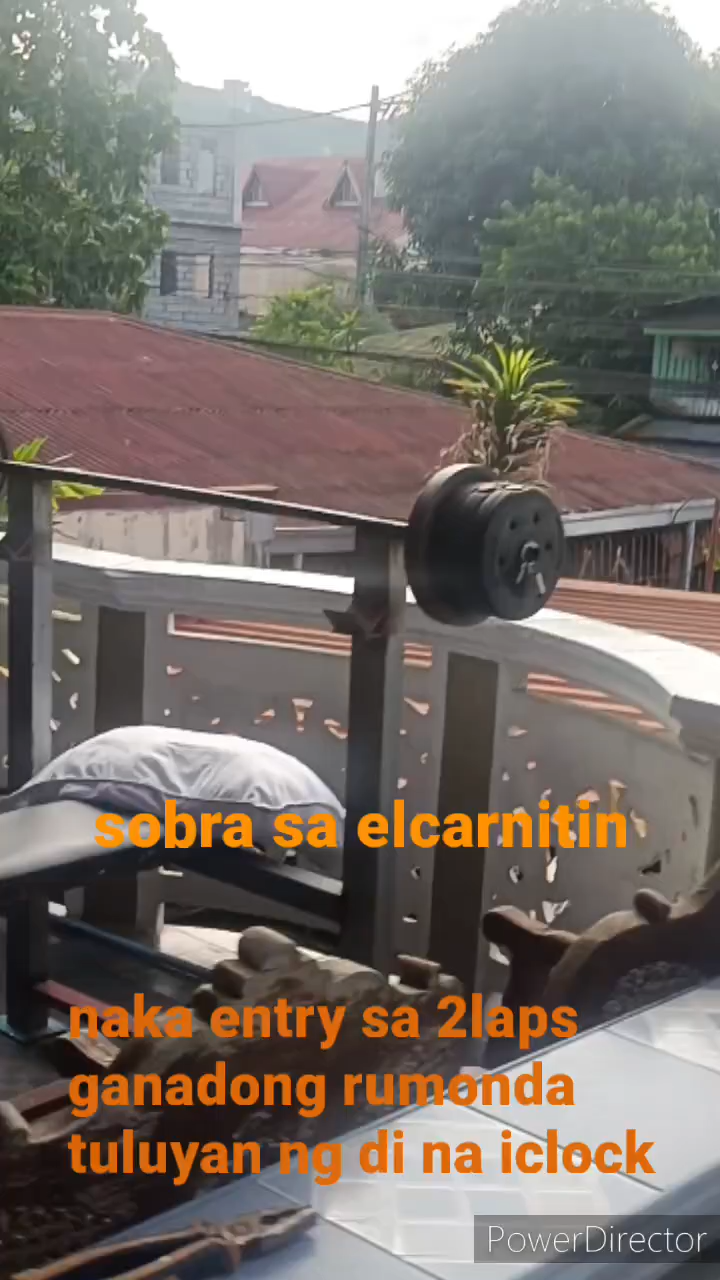 sobra sa elcarnitin
naka entry sa 2laps
ganadong rumonda
tuluyan ng di na iclock
PowerDirector